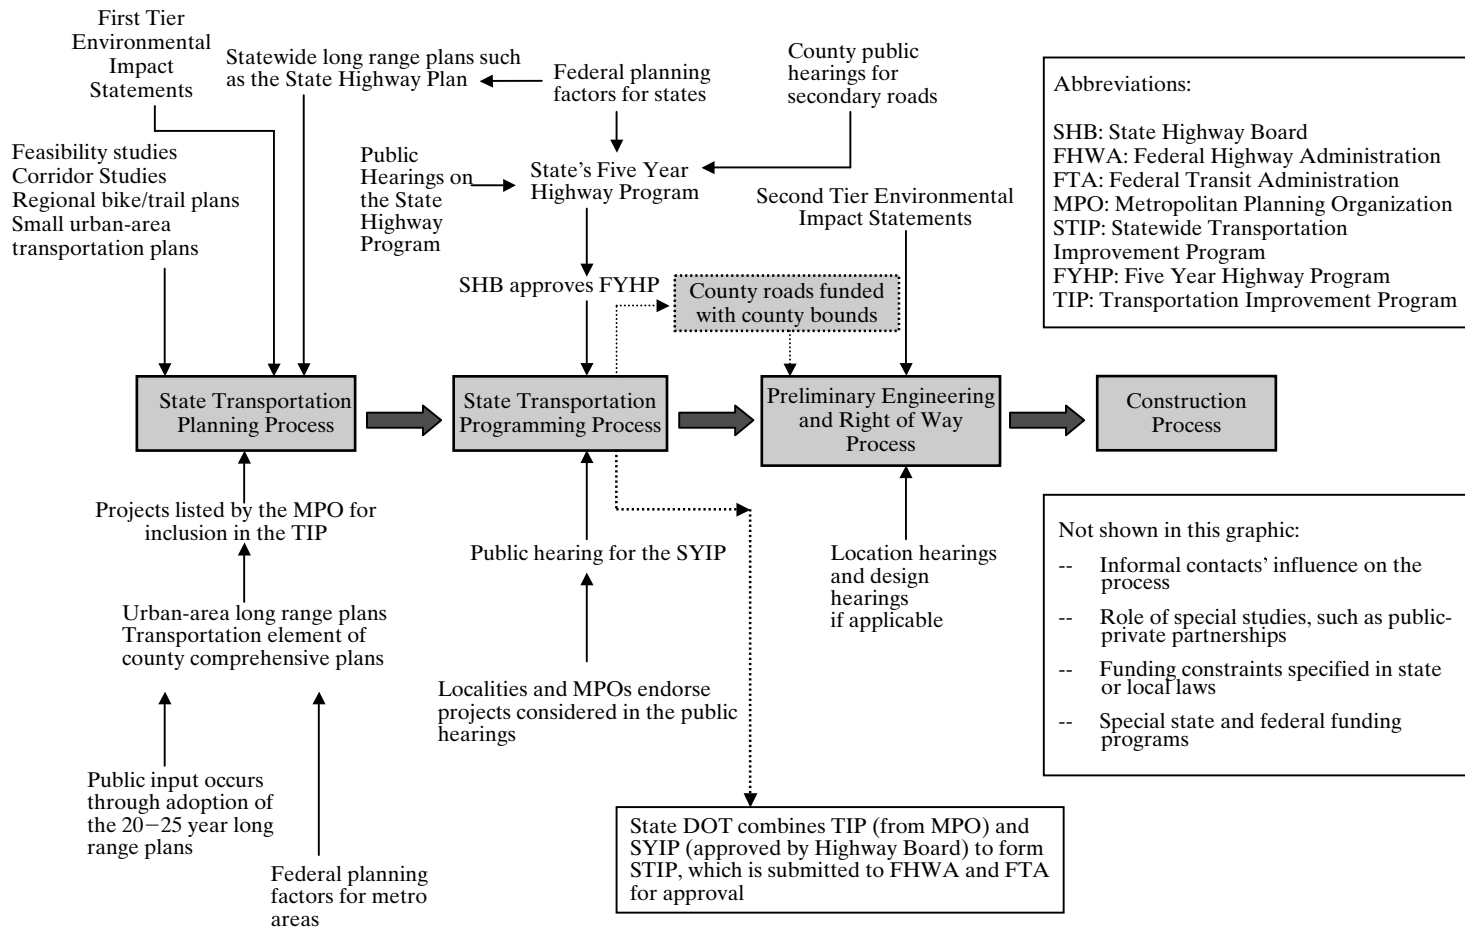 First Tier
Environmental
Impact
Statements
Statewide long range plans such
as the State Highway Plan
Federal planning
factors for states
County public
hearings for
secondary roads
Feasibility studies
Corridor Studies
Regional bike/trail plans
Small urban-area
transportation plans
Public
Hearings on
the State
Highway
Program
State's Five Year
Highway Program
Second Tier Environmental
Impact Statements
SHB approves FYHP
County roads funded
with county bounds
Abbreviations:
SHB: State Highway Board
FHWA: Federal Highway Administration
FTA: Federal Transit Administration
MPO: Metropolitan Planning Organization
STIP: Statewide Transportation
Improvement Program
FYHP: Five Year Highway Program
TIP: Transportation Improvement Program
State Transportation
Planning Process
State Transportation
Programming Process
Preliminary Engineering
and Right of Way
Process
Construction
Process
Projects listed by the MPO for
inclusion in the TIP
Urban-area long range plans
Transportation element of
county comprehensive plans
Public input occurs
through adoption of
the 20−25 year long
range plans
Federal planning
factors for metro
areas
Public hearing for the SYIP
Localities and MPOs endorse
projects considered in the public
hearings
Location hearings
and design
hearings
if applicable
State DOT combines TIP (from MPO) and
SYIP (approved by Highway Board) to form
STIP, which is submitted to FHWA and FTA
for approval
Not shown in this graphic:
-- Informal contacts' influence on the
process
-- Role of special studies, such as public-
private partnerships
-- Funding constraints specified in state
or local laws
-- Special state and federal funding
programs